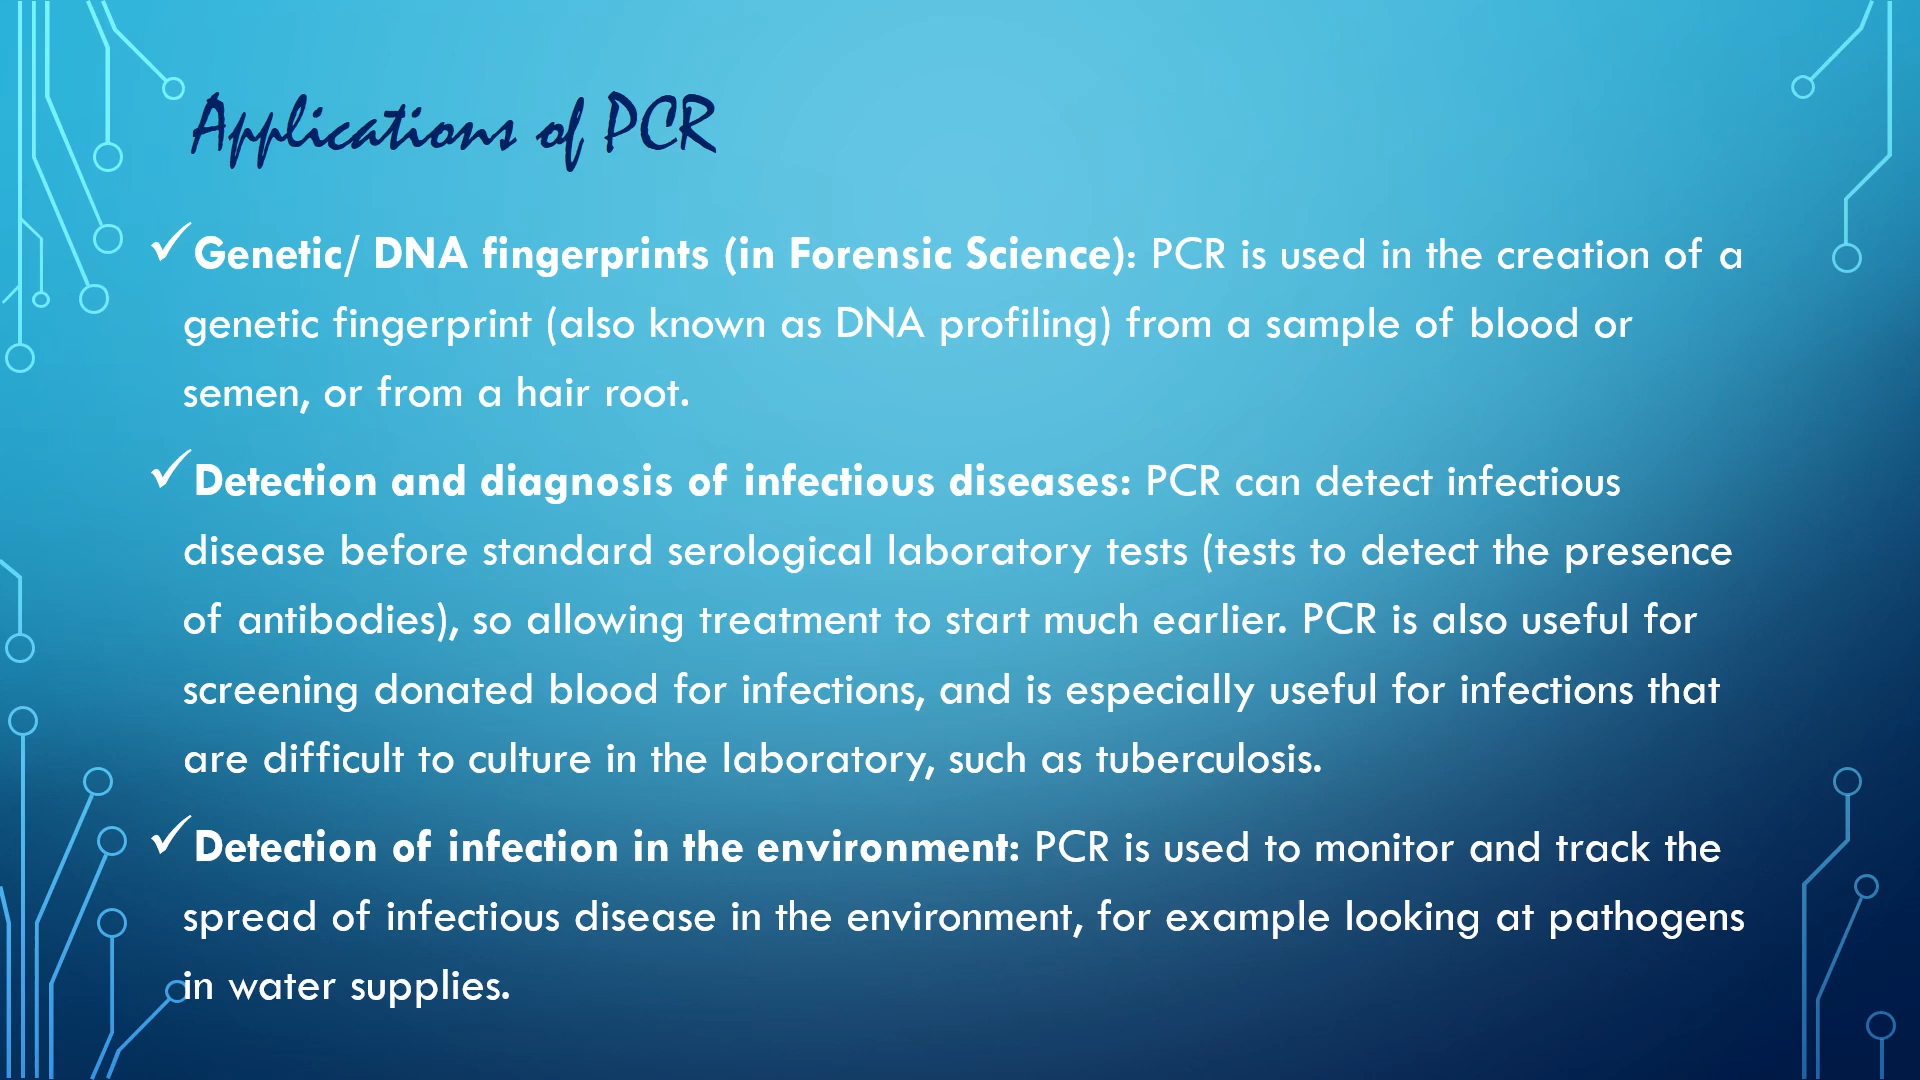 Applications of PCR
✓Genetic/ DNA fingerprints (in Forensic Science): PCR is used in the creation of a
genetic fingerprint (also known as DNA profiling) from a sample of blood or
semen, or from a hair root.
✓Detection and diagnosis of infectious diseases: PCR can detect infectious
disease before standard serological laboratory tests (tests to detect the presence
of antibodies), so allowing treatment to start much earlier. PCR is also useful for
screening donated blood for infections, and is especially useful for infections that
are difficult to culture in the laboratory, such as tuberculosis.
✓Detection of infection in the environment: PCR is used to monitor and track the
spread of infectious disease in the environment, for example looking at pathogens
in water supplies.